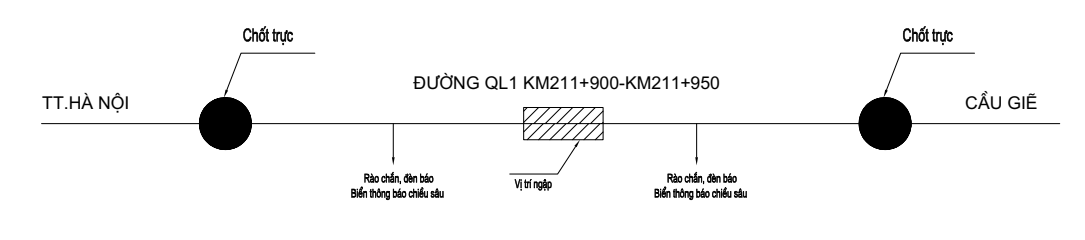 Chốt trực
Chốt trực
ĐƯỜNG QL1 KM211+900-KM211+950
TT.HÀ NỘI
CẦU GIẼ
Rào chắn, đèn báo
Biển thông báo chiều sâu
Vị trí ngập
Rào chắn, đèn báo
Biển thông báo chiều sâu